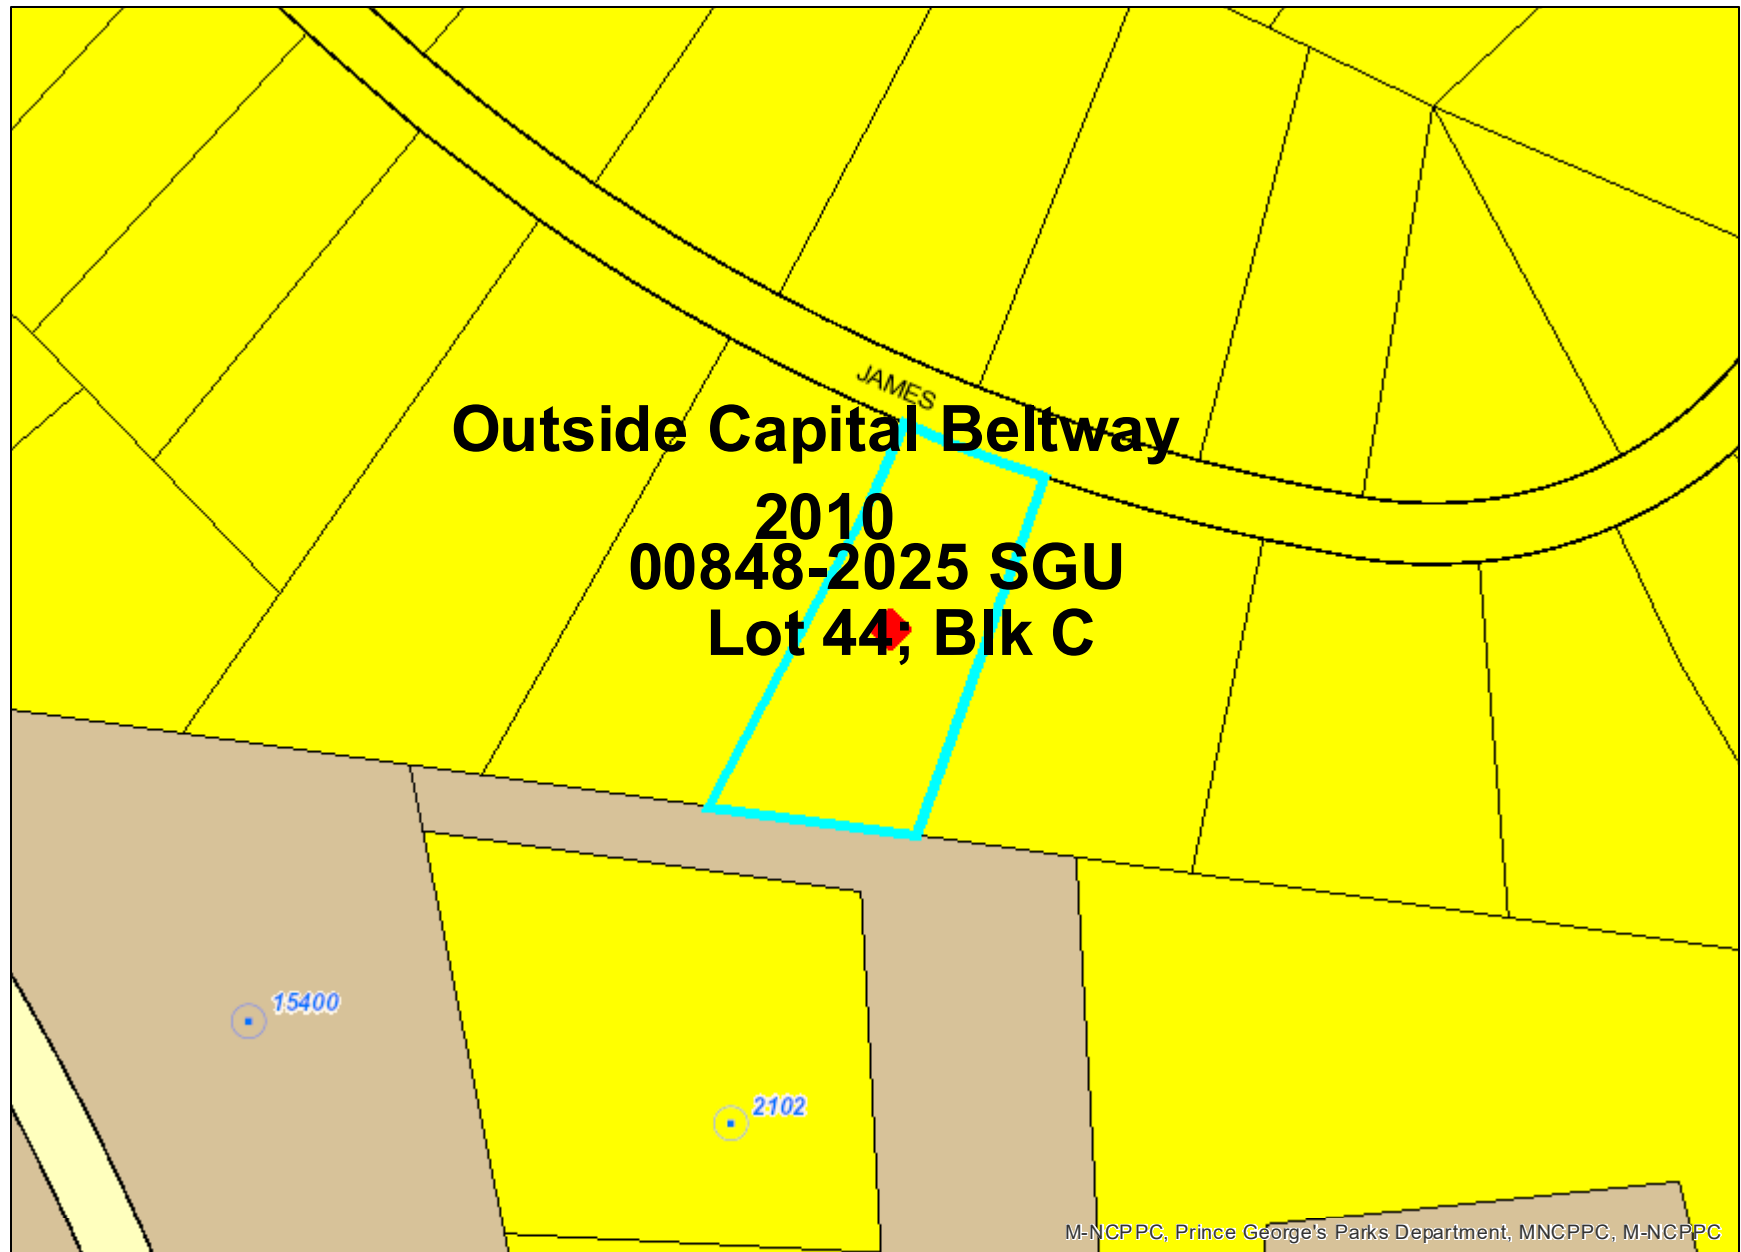 JAMES
Outside Capital Beltway
2010
00848-2025 SGU
Lot 44; Blk C
15400
2102
M-NCPPC, Prince George's Parks Department, MNCPPC, M-NCPPC